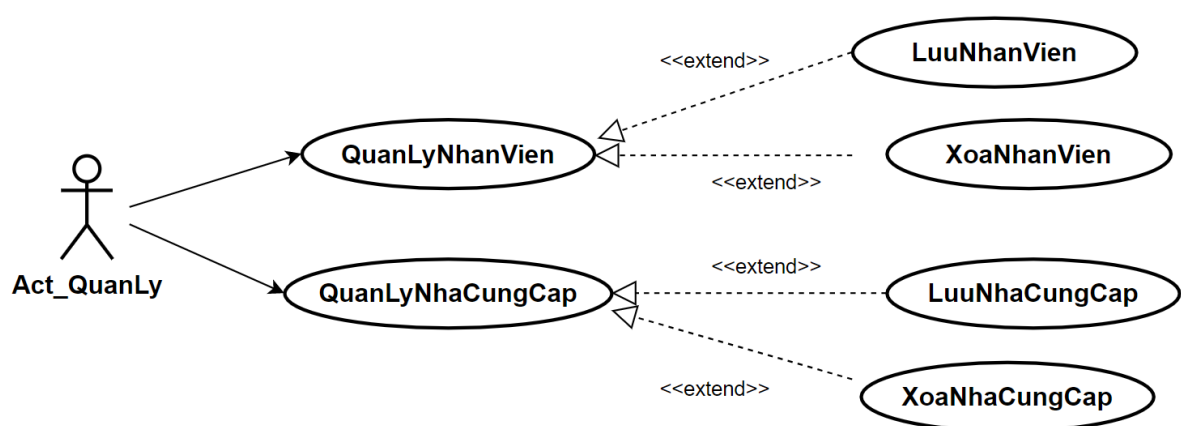 LuuNhanVien
<<extend>>
QuanLyNhanVien
XoaNhanVien
<<extend>>
Act_QuanLy
<<extend>>
QuanLyNhaCungCap
LuuNhaCungCap
<<extend>>
XoaNhaCungCap